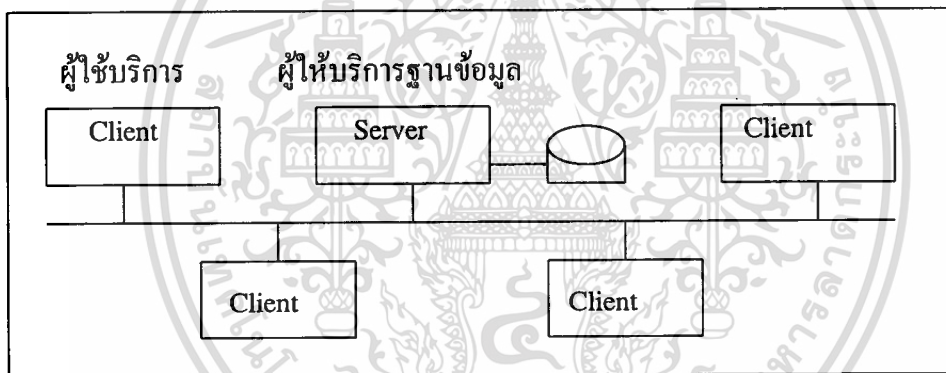 ผู้ใช้บริการ
ผู้ให้บริการฐานข้อมูล
Client
Server
Client
Client
Client